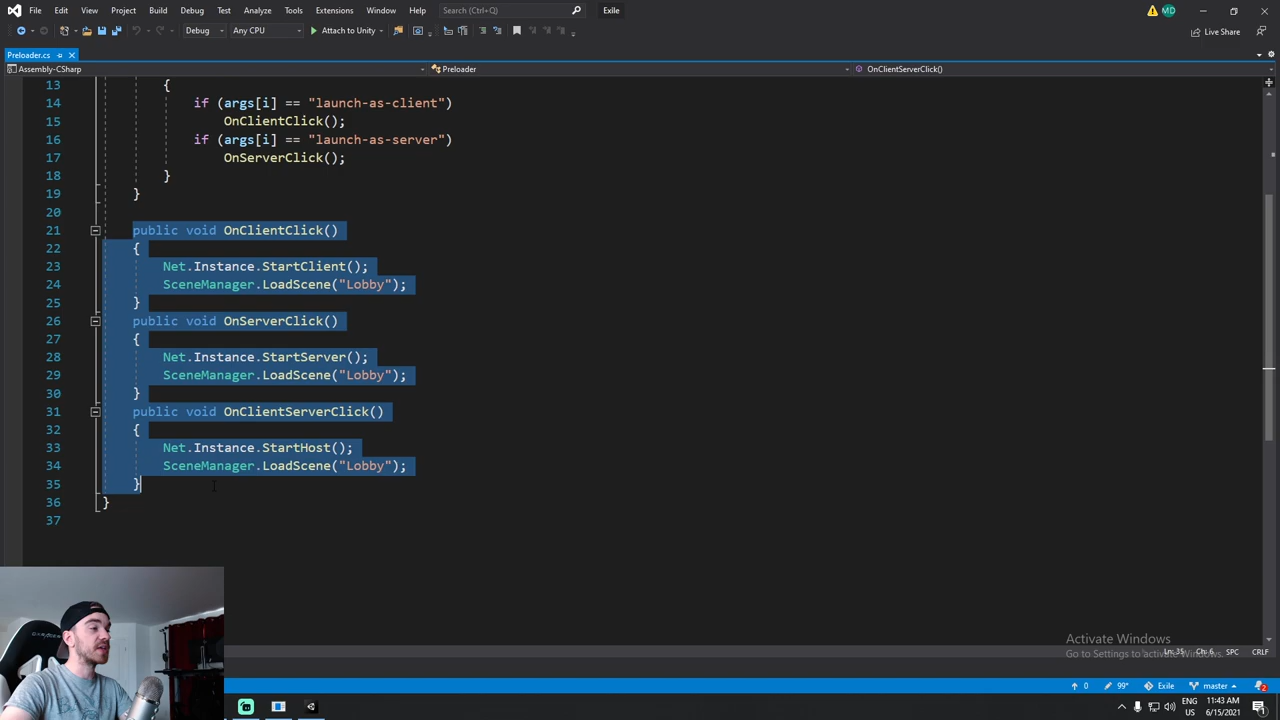 File Edit View Project Build Debug Test Analyze Tools Extensions Window Help Search (Ctrl+Q) Exile MD
Debug Any CPU Attach to Unity Live Share
Preloader.cs
Assembly-CSharp Preloader OnClientServerClick()
13 {
14 if (args[i] == "launch-as-client")
15 OnClientClick();
16 if (args[i] == "launch-as-server")
17 OnServerClick();
18 }
19 }
20
21 public void OnClientClick()
22 {
23 Net.Instance.StartClient();
24 SceneManager.LoadScene("Lobby");
25 }
26 public void OnServerClick()
27 {
28 Net.Instance.StartServer();
29 SceneManager.LoadScene("Lobby");
30 }
31 public void OnClientServerClick()
32 {
33 Net.Instance.StartHost();
34 SceneManager.LoadScene("Lobby");
35 }
36 }
37
Activate Windows
Go to Settings to activate Windows.
Ln: 35 Ch: 6 SPC CRLF
0 99* Exile master 2
ENG 11:43 AM
US 6/15/2021